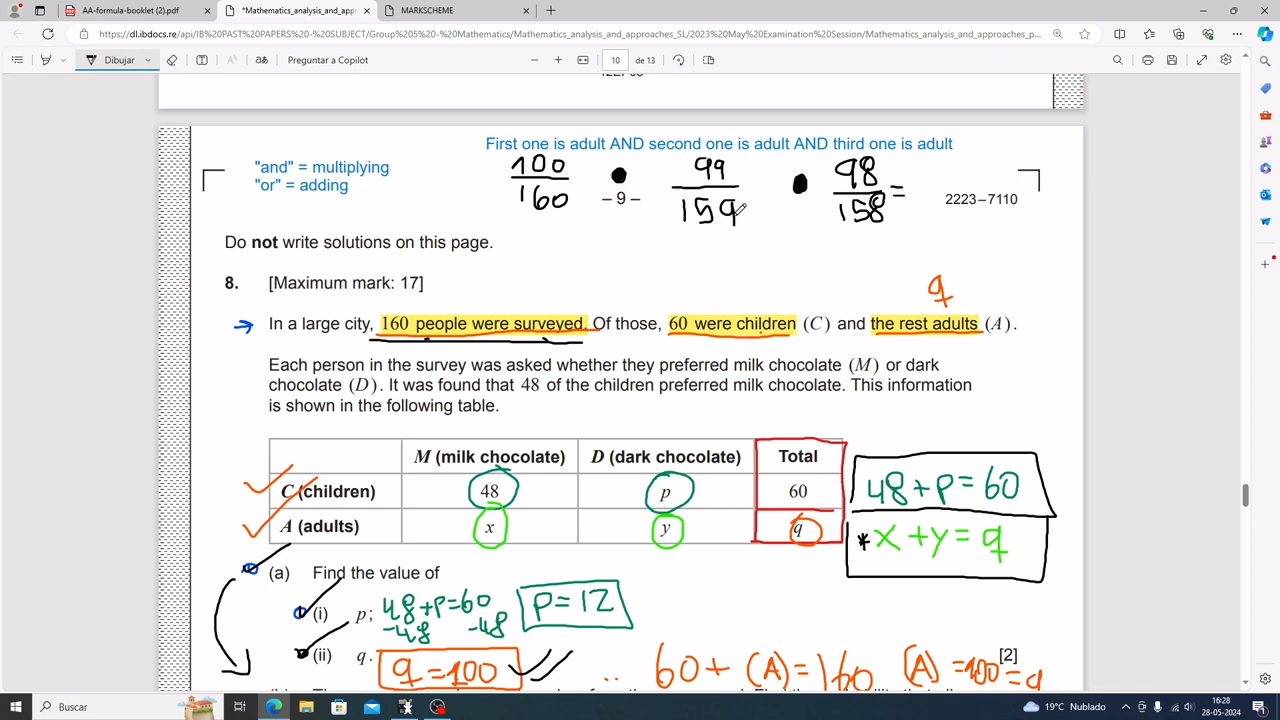 AA-formula-booklet (2).pdf
*Mathematics_analysis_and_app
MARKSCHEME
https://dl.ibdocs.re/api/IB%20PAST%20PAPERS%20-%20SUBJECT/Group%205%20-%20Mathematics/Mathematics_analysis_and_approaches_SL/2023%20May%20Examination%20Session/Mathematics_analysis_and_approaches_p...
Dibujar
Preguntar a Copilot
10 de 13
First one is adult AND second one is adult AND third one is adult
"and" = multiplying
"or" = adding
100/160 • 99/159 • 98/158 =
– 9 –
2223–7110
Do not write solutions on this page.
8. [Maximum mark: 17]
q
In a large city, 160 people were surveyed. Of those, 60 were children (C) and the rest adults (A).
Each person in the survey was asked whether they preferred milk chocolate (M) or dark
chocolate (D). It was found that 48 of the children preferred milk chocolate. This information
is shown in the following table.
M (milk chocolate) D (dark chocolate) Total
C (children) 48 p 60
A (adults) x y q
48+p=60
*x+y=q
(a) Find the value of
(i) p; 48+p=60 p=12
-48 -48
(ii) q. [2]
q=100 .. 60+(A)=160 (A)=100=q
Buscar
19°C Nublado
16:28
28-05-2024